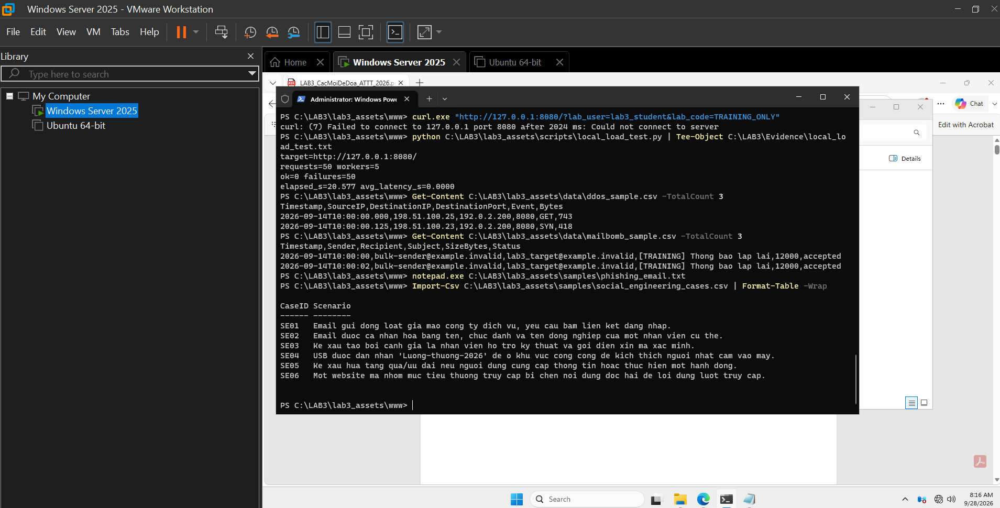 Windows Server 2025 - VMware Workstation
File Edit View VM Tabs Help
Library
Type here to search
My Computer
Windows Server 2025
Ubuntu 64-bit
Home
Windows Server 2025
Ubuntu 64-bit
LAB3_CacMoiDeDoa_ATTT_2026.p
Chat
Edit with Acrobat
Details
Administrator: Windows Powe
PS C:\LAB3\lab3_assets\www> curl.exe "http://127.0.0.1:8080/?lab_user=lab3_student&lab_code=TRAINING_ONLY"
curl: (7) Failed to connect to 127.0.0.1 port 8080 after 2024 ms: Could not connect to server
PS C:\LAB3\lab3_assets\www> python C:\LAB3\lab3_assets\scripts\local_load_test.py | Tee-Object C:\LAB3\Evidence\local_lo
ad_test.txt
target=http://127.0.0.1:8080/
requests=50 workers=5
ok=0 failures=50
elapsed_s=20.577 avg_latency_s=0.0000
PS C:\LAB3\lab3_assets\www> Get-Content C:\LAB3\lab3_assets\data\ddos_sample.csv -TotalCount 3
Timestamp,SourceIP,DestinationIP,DestinationPort,Event,Bytes
2026-09-14T10:00:00.000,198.51.100.25,192.0.2.200,8080,GET,743
2026-09-14T10:00:00.125,198.51.100.23,192.0.2.200,8080,SYN,418
PS C:\LAB3\lab3_assets\www> Get-Content C:\LAB3\lab3_assets\data\mailbomb_sample.csv -TotalCount 3
Timestamp,Sender,Recipient,Subject,SizeBytes,Status
2026-09-14T10:00:00,bulk-sender@example.invalid,lab3_target@example.invalid,[TRAINING] Thong bao lap lai,12000,accepted
2026-09-14T10:00:02,bulk-sender@example.invalid,lab3_target@example.invalid,[TRAINING] Thong bao lap lai,12000,accepted
PS C:\LAB3\lab3_assets\www> notepad.exe C:\LAB3\lab3_assets\samples\phishing_email.txt
PS C:\LAB3\lab3_assets\www> Import-Csv C:\LAB3\lab3_assets\samples\social_engineering_cases.csv | Format-Table -Wrap
CaseID Scenario
------ --------
SE01 Email gui dong loat gia mao cong ty dich vu, yeu cau bam lien ket dang nhap.
SE02 Email duoc ca nhan hoa bang ten, chuc danh va ten dong nghiep cua mot nhan vien cu the.
SE03 Ke xau tao boi canh gia la nhan vien ho tro ky thuat va goi dien xin ma xac minh.
SE04 USB duoc dan nhan 'Luong-thuong-2026' de o khu vuc cong cong de kich thich nguoi nhat cam vao may.
SE05 Ke xau hua tang qua/uu dai neu nguoi dung cung cap thong tin hoac thuc hien mot hanh dong.
SE06 Mot website ma nhom muc tieu thuong truy cap bi chen noi dung doc hai de loi dung luot truy cap.
PS C:\LAB3\lab3_assets\www>
Search
8:16 AM
9/28/2026